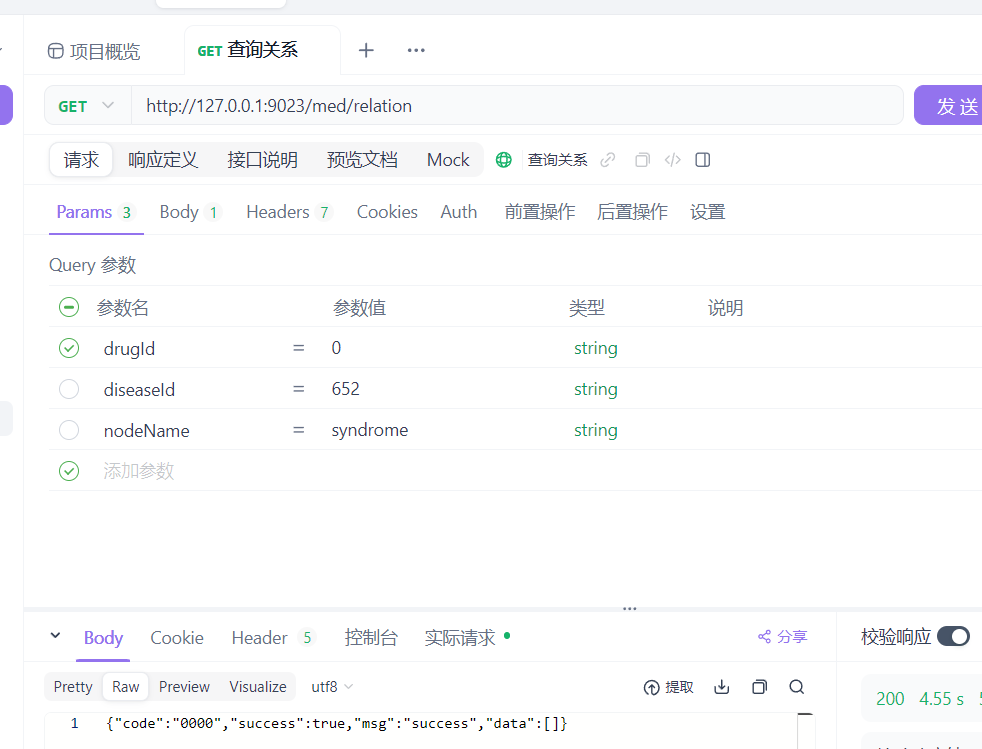 项目概览 GET 查询关系
GET http://127.0.0.1:9023/med/relation 发送
请求 响应定义 接口说明 预览文档 Mock 查询关系
Params 3 Body 1 Headers 7 Cookies Auth 前置操作 后置操作 设置
Query 参数
参数名 参数值 类型 说明
drugId = 0 string
diseaseId = 652 string
nodeName = syndrome string
添加参数
Body Cookie Header 5 控制台 实际请求 分享 校验响应
Pretty Raw Preview Visualize utf8 提取
200 4.55 s
1 {"code":"0000","success":true,"msg":"success","data":[]}